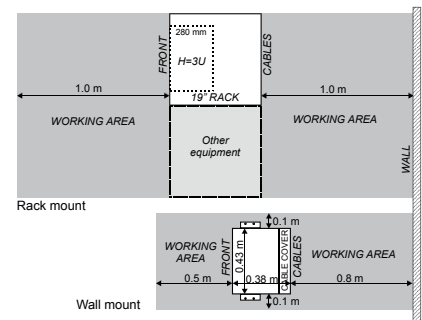 280 mm
FRONT
H=3U
CABLES
1.0 m
19" RACK
1.0 m
WORKING AREA
WORKING AREA
Other
equipment
WALL
Rack mount
0.1 m
WORKING
AREA
FRONT
0.43 m
CABLE COVER
CABLES
WORKING AREA
0.5 m
0.38 m
0.8 m
0.1 m
Wall mount